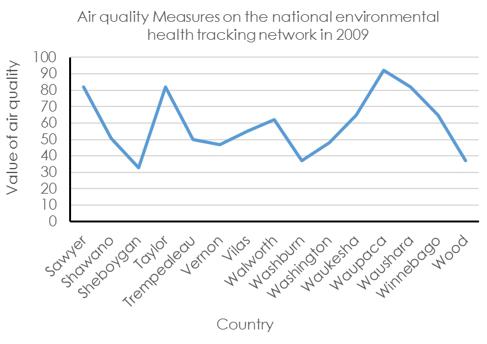 Air quality Measures on the national environmental
health tracking network in 2009
Value of air quality
100
90
80
70
60
50
40
30
20
10
0
Sawyer
Shawano
Sheboygan
Taylor
Trempealeau
Vernon
Vilas
Walworth
Washburn
Washington
Waukesha
Waupaca
Waushara
Winnebago
Wood
Country